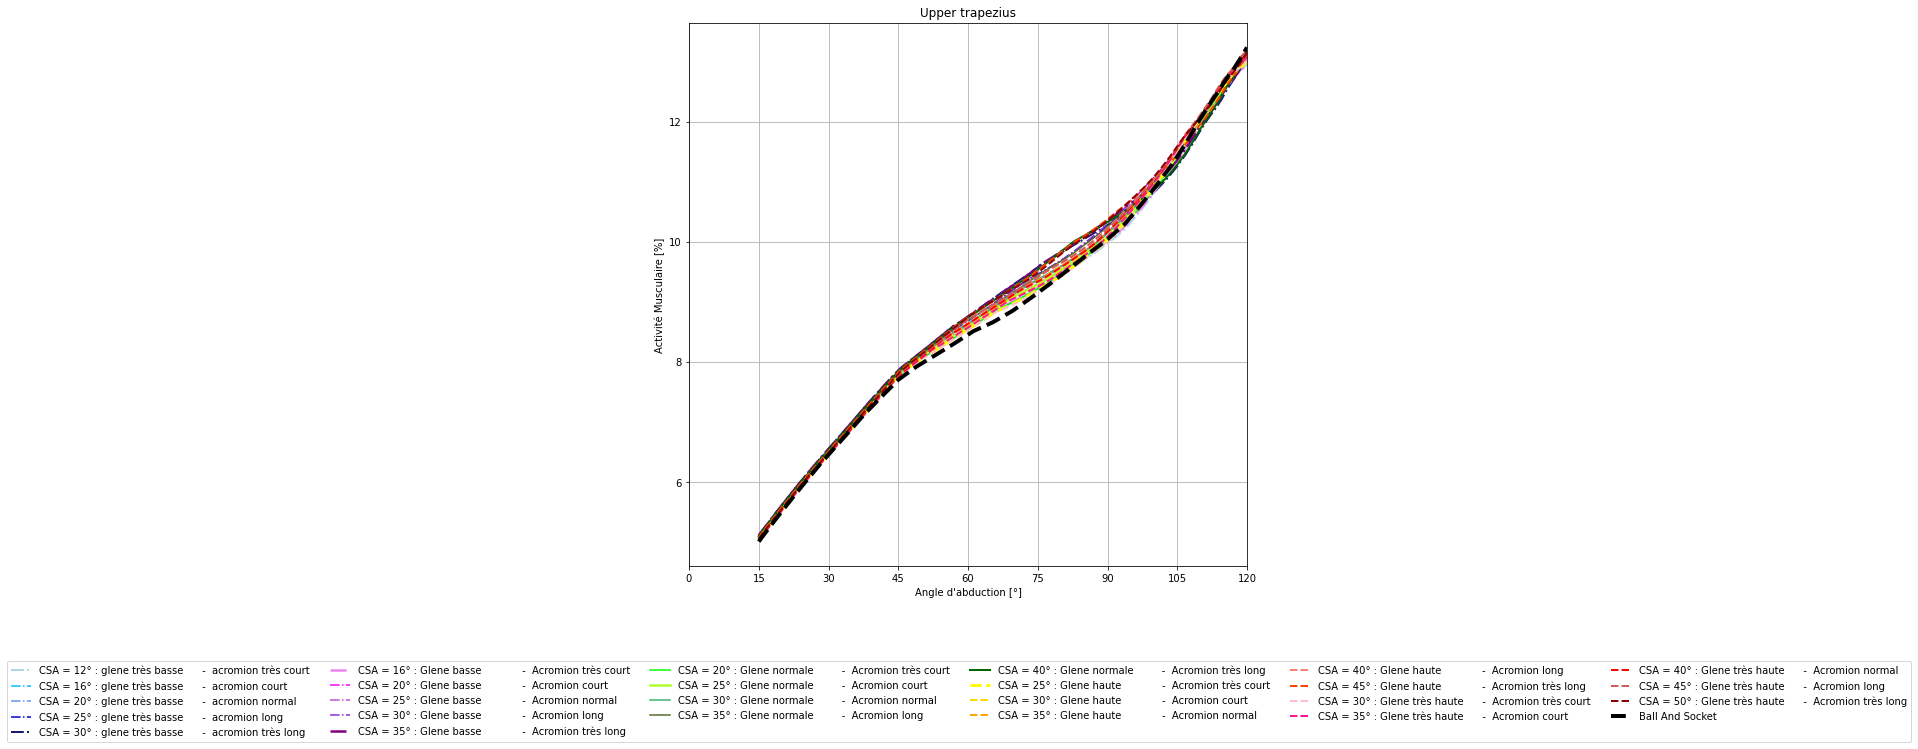 Upper trapezius
Activité Musculaire [%]
12
10
8
6
0 15 30 45 60 75 90 105 120
Angle d'abduction [°]
CSA = 12° : glene très basse - acromion très court
CSA = 16° : glene très basse - acromion court
CSA = 20° : glene très basse - acromion normal
CSA = 25° : glene très basse - acromion long
CSA = 30° : glene très basse - acromion très long
CSA = 16° : Glene basse - Acromion très court
CSA = 20° : Glene basse - Acromion court
CSA = 25° : Glene basse - Acromion normal
CSA = 30° : Glene basse - Acromion long
CSA = 35° : Glene basse - Acromion très long
CSA = 20° : Glene normale - Acromion très court
CSA = 25° : Glene normale - Acromion court
CSA = 30° : Glene normale - Acromion normal
CSA = 35° : Glene normale - Acromion long
CSA = 40° : Glene normale - Acromion très long
CSA = 25° : Glene haute - Acromion très court
CSA = 30° : Glene haute - Acromion court
CSA = 35° : Glene haute - Acromion normal
CSA = 40° : Glene haute - Acromion long
CSA = 45° : Glene haute - Acromion très long
CSA = 30° : Glene très haute - Acromion très court
CSA = 35° : Glene très haute - Acromion court
CSA = 40° : Glene très haute - Acromion normal
CSA = 45° : Glene très haute - Acromion long
CSA = 50° : Glene très haute - Acromion très long
Ball And Socket